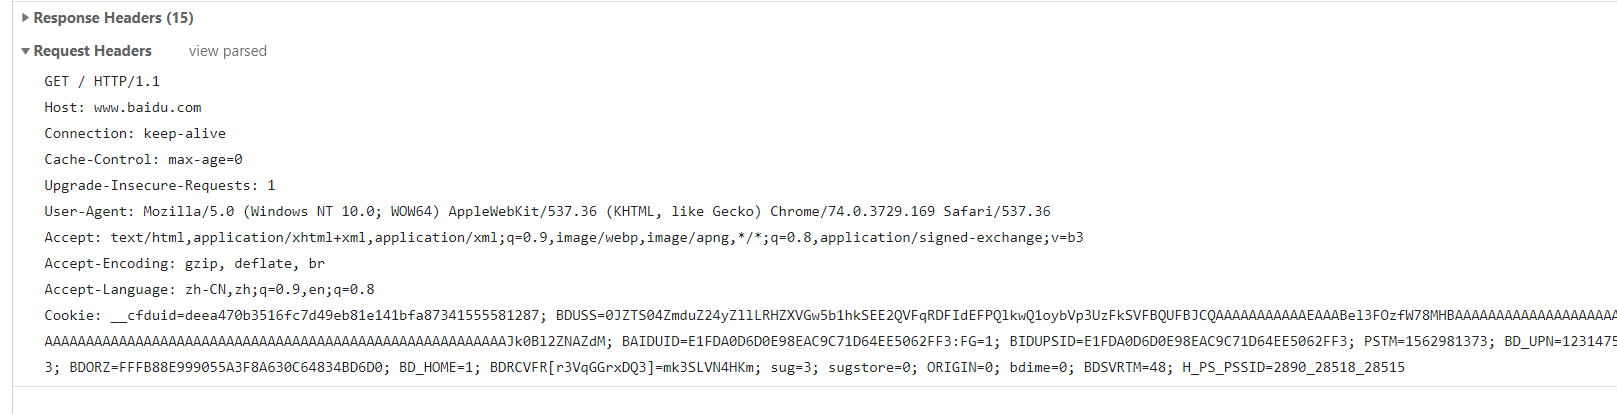 Response Headers (15)
Request Headers view parsed
GET / HTTP/1.1
Host: www.baidu.com
Connection: keep-alive
Cache-Control: max-age=0
Upgrade-Insecure-Requests: 1
User-Agent: Mozilla/5.0 (Windows NT 10.0; WOW64) AppleWebKit/537.36 (KHTML, like Gecko) Chrome/74.0.3729.169 Safari/537.36
Accept: text/html,application/xhtml+xml,application/xml;q=0.9,image/webp,image/apng,*/*;q=0.8,application/signed-exchange;v=b3
Accept-Encoding: gzip, deflate, br
Accept-Language: zh-CN,zh;q=0.9,en;q=0.8
Cookie: __cfduid=deea470b3516fc7d49eb81e141bfa87341555581287;
BAIDUID=E1FDA0D6D0E98EAC9C71D64EE5062FF3:FG=1; BIDUPSID=E1FDA0D6D0E98EAC9C71D64EE5062FF3; PSTM=1562981373; BD_UPN=1231475
3; BDORZ=FFFB88E999055A3F8A630C64834BD6D0; BD_HOME=1; BDRCVFR[r3VqGGrxDQ3]=mk3SLVN4HKm; sug=3; sugstore=0; ORIGIN=0; bdime=0; BDSVRTM=48; H_PS_PSSID=2890_28518_28515